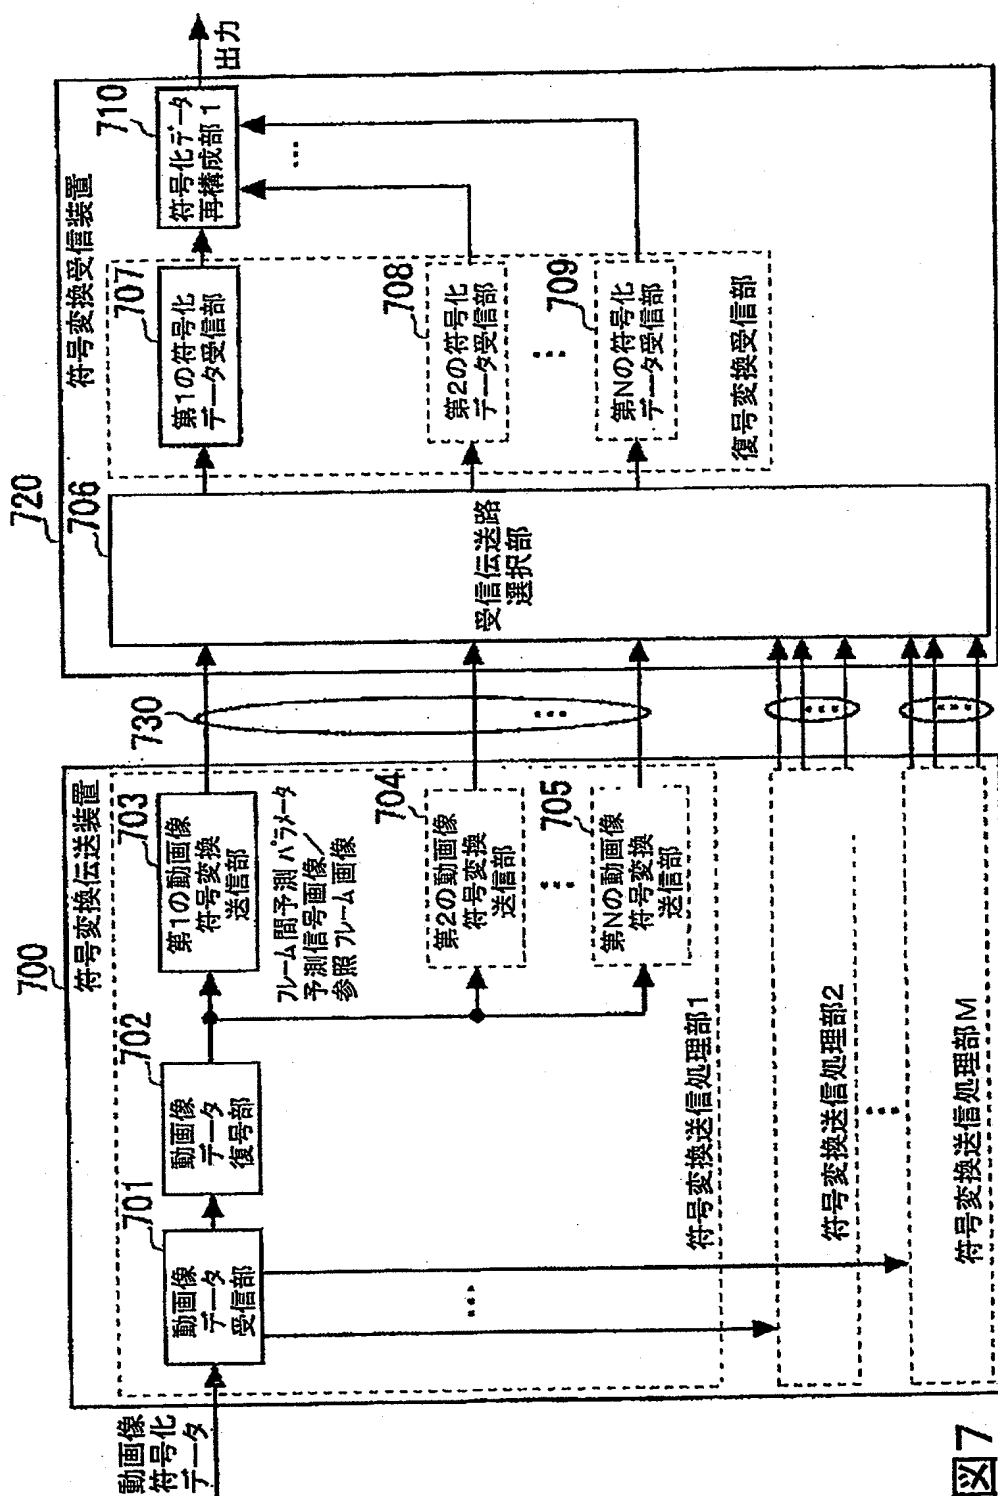 700
符号変換伝送装置
動画像
符号化
データ
701
動画像
データ
受信部
702
動画像
データ
復号部
703
第1の動画像
符号変換
送信部
フレーム間予測 パラメータ
予測信号画像／
参照フレーム画像
704
第2の動画像
符号変換
送信部
705
第Nの動画像
符号変換
送信部
符号変換送信処理部1
符号変換送信処理部2
符号変換送信処理部M
730
720
符号変換受信装置
706
受信伝送路
選択部
707
第1の符号化
データ受信部
708
第2の符号化
データ受信部
709
第Nの符号化
データ受信部
復号変換受信部
710
符号化データ
再構成部1
出力
図7